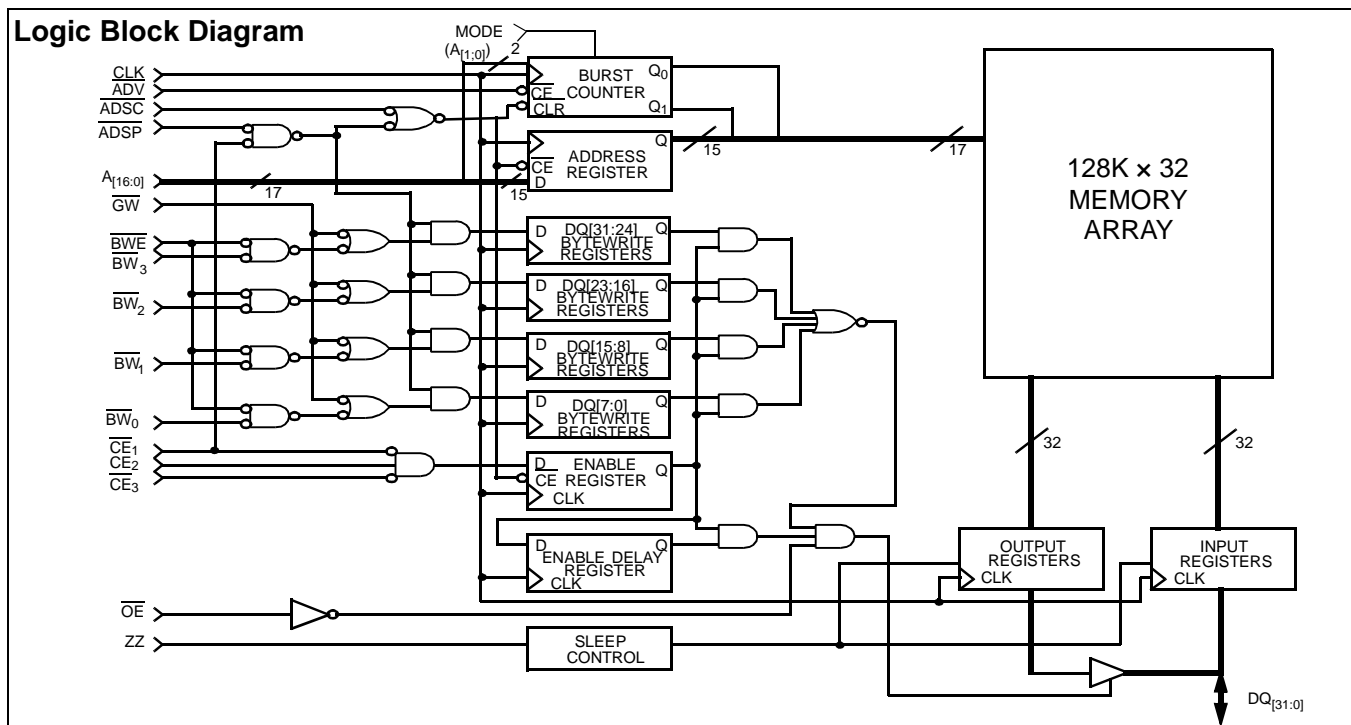 Logic Block Diagram
MODE
(A[1;0])
2
CLK
ADV
ADSC
ADSP
A[16:0]
17
GW
BWE
BW3
BW2
BW1
BW0
CE1
CE2
CE3
OE
ZZ
BURST
COUNTER
CE
CLR
Q0
Q1
ADDRESS
REGISTER
CE
D
Q
15
15
17
D
DQ[31:24]
BYTEWRITE
REGISTERS
Q
D
DQ[23:16]
BYTEWRITE
REGISTERS
Q
D
DQ[15:8]
BYTEWRITE
REGISTERS
Q
D
DQ[7:0]
BYTEWRITE
REGISTERS
Q
D
ENABLE
REGISTER
CE
CLK
Q
D
ENABLE DELAY
REGISTER
CLK
Q
SLEEP
CONTROL
128K × 32
MEMORY
ARRAY
32
32
OUTPUT
REGISTERS
CLK
INPUT
REGISTERS
CLK
DQ[31:0]